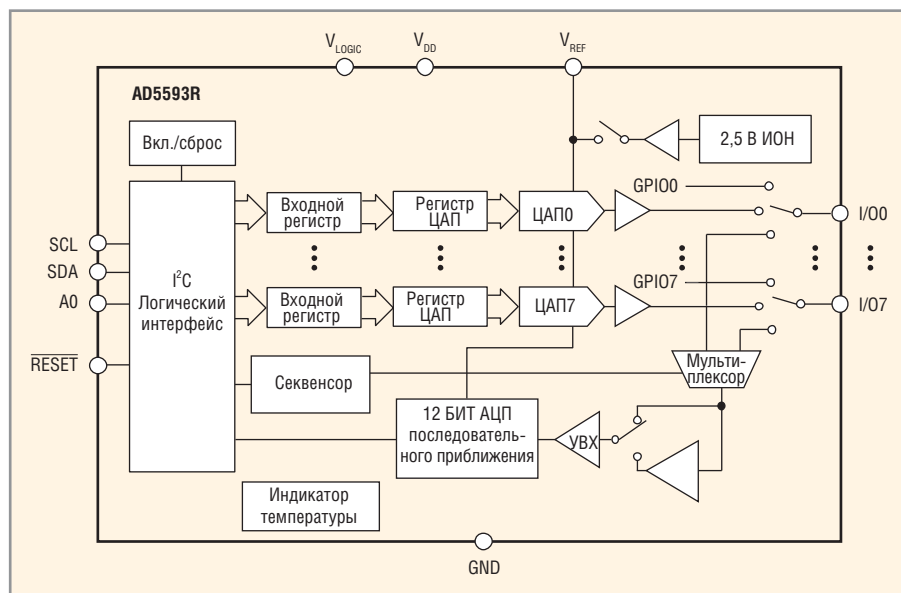 V_LOGIC V_DD V_REF
AD5593R
Вкл./сброс
2,5 В ИОН
GPIO0
Входной
регистр
Регистр
ЦАП
ЦАП0
I/O0
SCL
SDA
A0
RESET
I²C
Логический
интерфейс
GPIO7
Входной
регистр
Регистр
ЦАП
ЦАП7
I/O7
Секвенсор
Мульти-
плексор
12 БИТ АЦП
последователь-
ного приближения
УВХ
Индикатор
температуры
GND